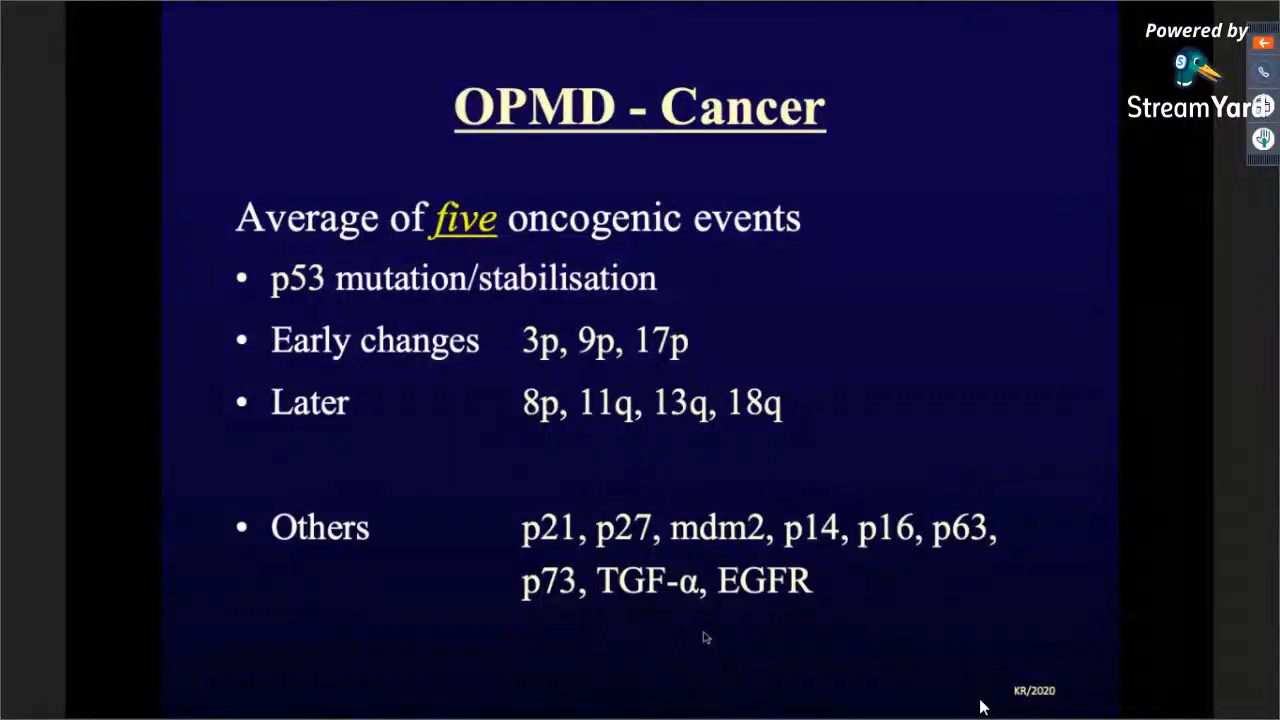 Powered by
StreamYard
OPMD - Cancer
Average of five oncogenic events
• p53 mutation/stabilisation
• Early changes 3p, 9p, 17p
• Later 8p, 11q, 13q, 18q
• Others p21, p27, mdm2, p14, p16, p63,
p73, TGF-α, EGFR
KR/2020